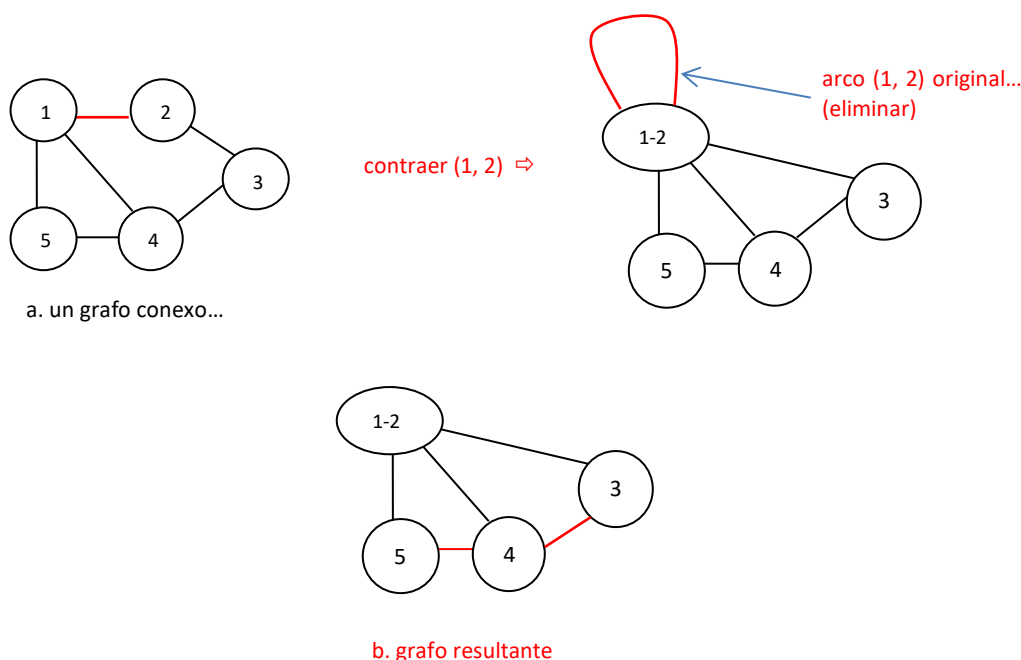 1
2
3
5
4
a. un grafo conexo…
contraer (1, 2) ⇨
arco (1, 2) original…
(eliminar)
1-2
3
5
4
1-2
3
5
4
b. grafo resultante